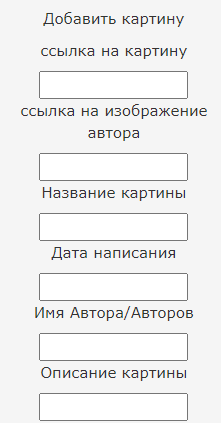 Добавить картину
ссылка на картину
ссылка на изображение
автора
Название картины
Дата написания
Имя Автора/Авторов
Описание картины